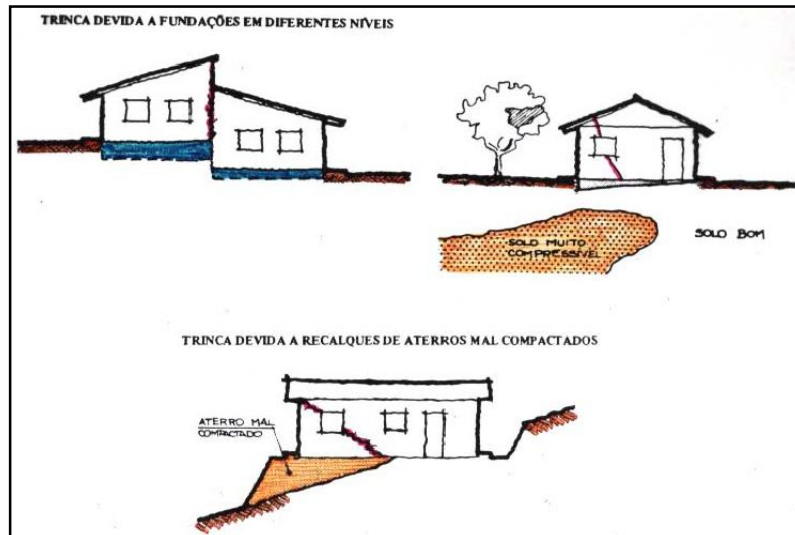 TRINCA DEVIDA A FUNDAÇÕES EM DIFERENTES NÍVEIS
SOLO MUITO
COMPRESSÍVEL
SOLO BOM
TRINCA DEVIDA A RECALQUES DE ATERROS MAL COMPACTADOS
ATERRO MAL
COMPACTADO